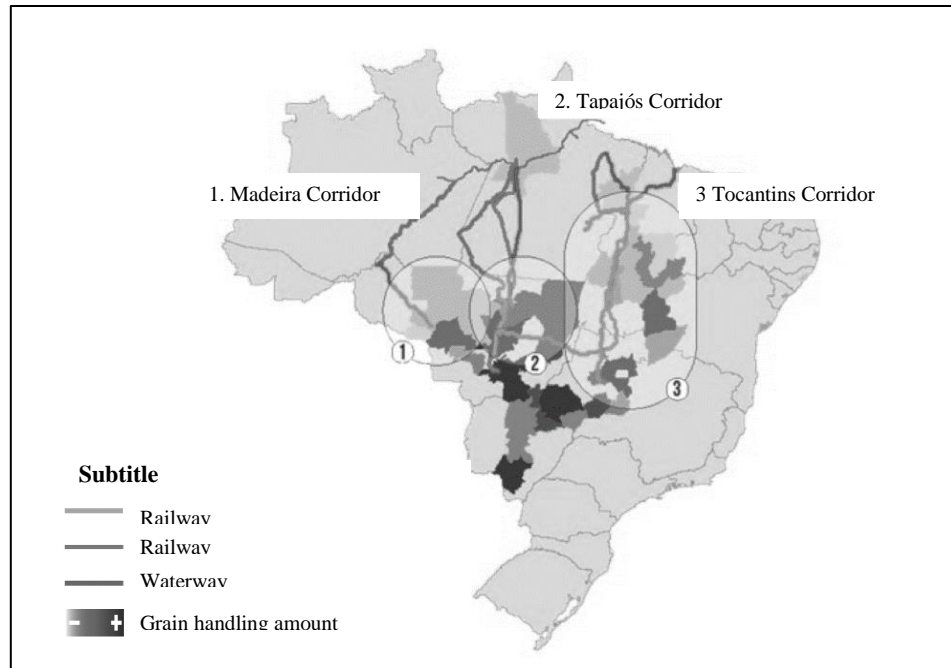 2. Tapajós Corridor
1. Madeira Corridor
3 Tocantins Corridor
1
2
3
Subtitle
Railway
Railway
Waterway
- + Grain handling amount